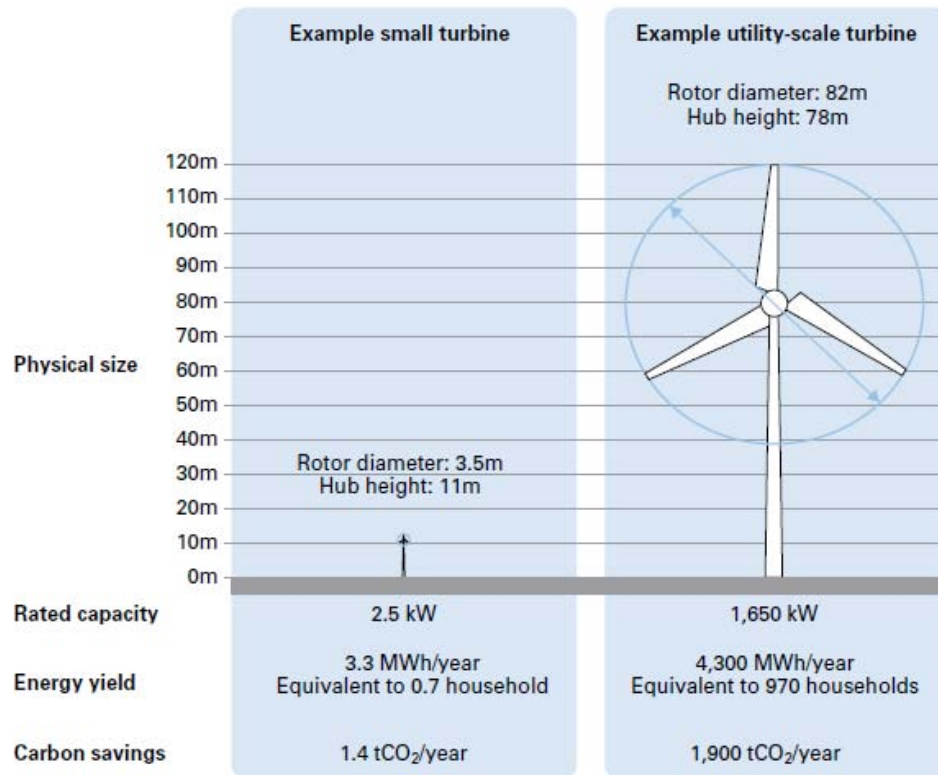 Example small turbine
Example utility-scale turbine
Rotor diameter: 82m
Hub height: 78m
120m
110m
100m
90m
80m
70m
Physical size
60m
50m
40m
30m
20m
10m
0m
Rotor diameter: 3.5m
Hub height: 11m
Rated capacity
2.5 kW
1,650 kW
Energy yield
3.3 MWh/year
Equivalent to 0.7 household
4,300 MWh/year
Equivalent to 970 households
Carbon savings
1.4 tCO₂/year
1,900 tCO₂/year